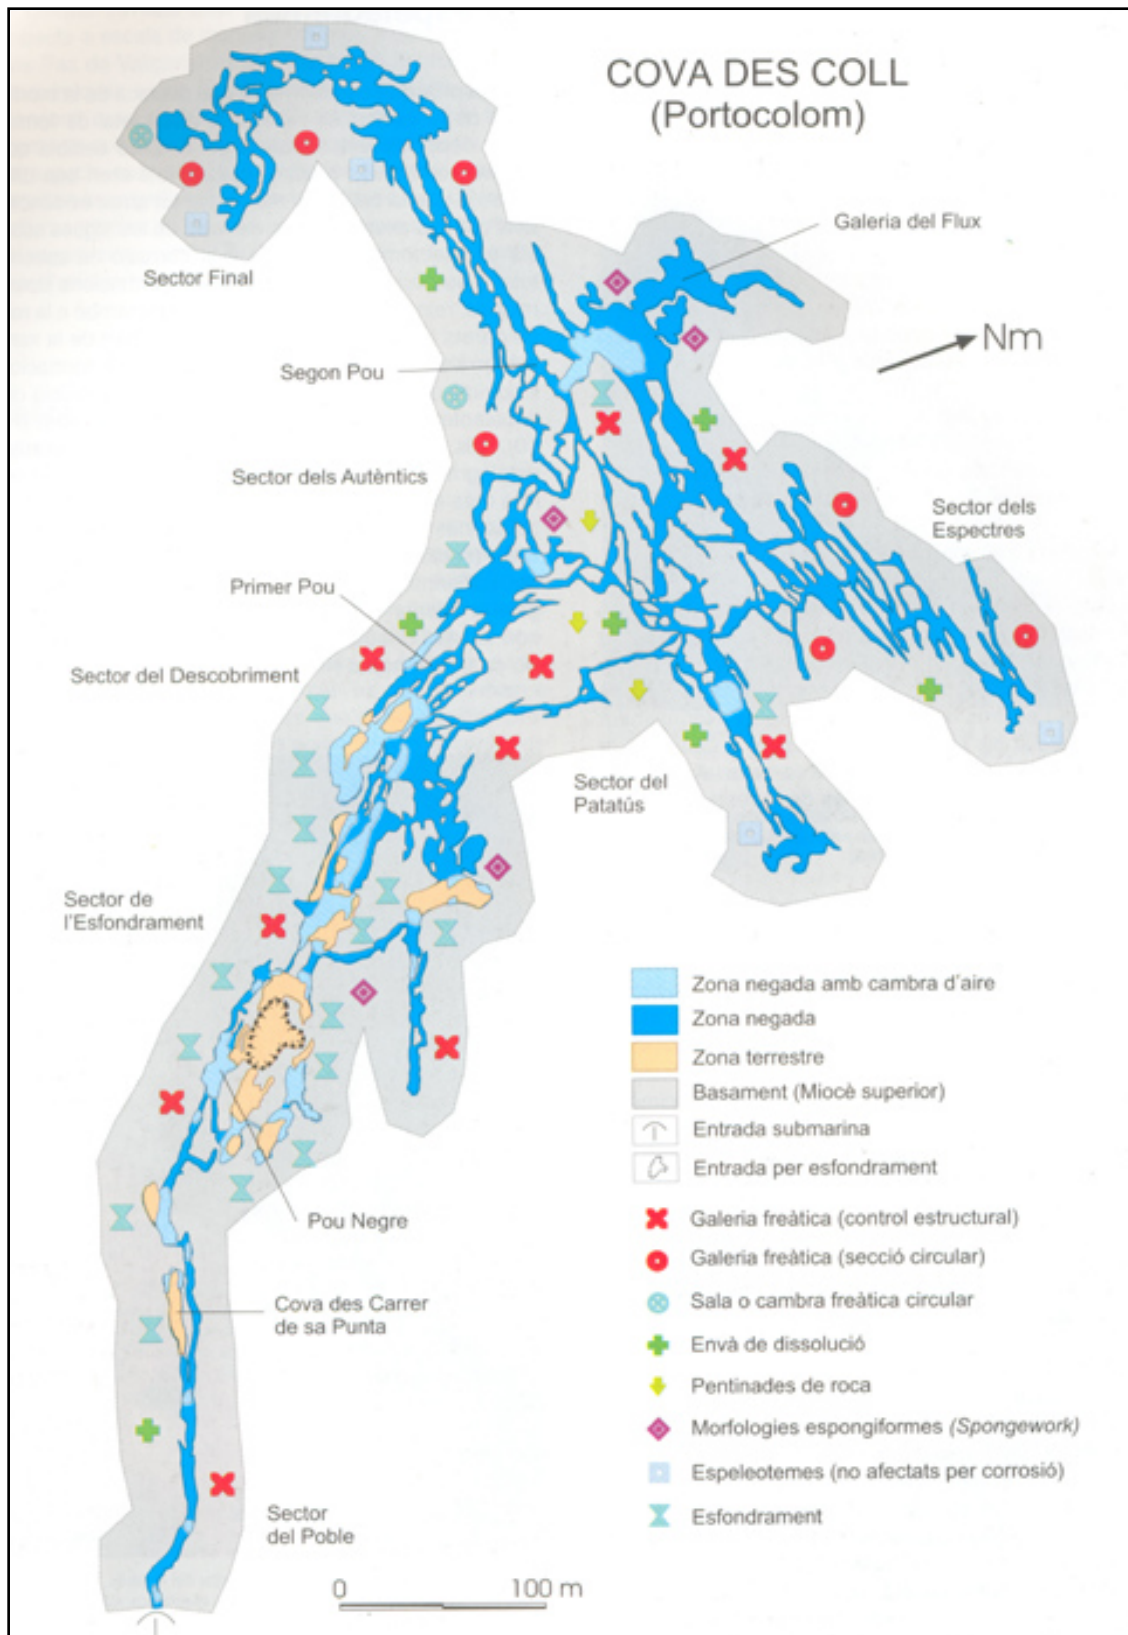 COVA DES COLL
(Portocolom)
Galeria del Flux
Sector Final
Nm
Segon Pou
Sector dels Autèntics
Sector dels
Espectres
Primer Pou
Sector del Descobriment
Sector del
Patatús
Sector de
l'Esfondrament
Zona negada amb cambra d'aire
Zona negada
Zona terrestre
Basament (Miocè superior)
Entrada submarina
Entrada per esfondrament
Pou Negre
Galeria freàtica (control estructural)
Galeria freàtica (secció circular)
Cova des Carrer
de sa Punta
Sala o cambra freàtica circular
Envà de dissolució
Pentinades de roca
Morfologies espongiformes (Spongework)
Espeleotemes (no afectats per corrosió)
Sector
del Poble
Esfondrament
0 100 m